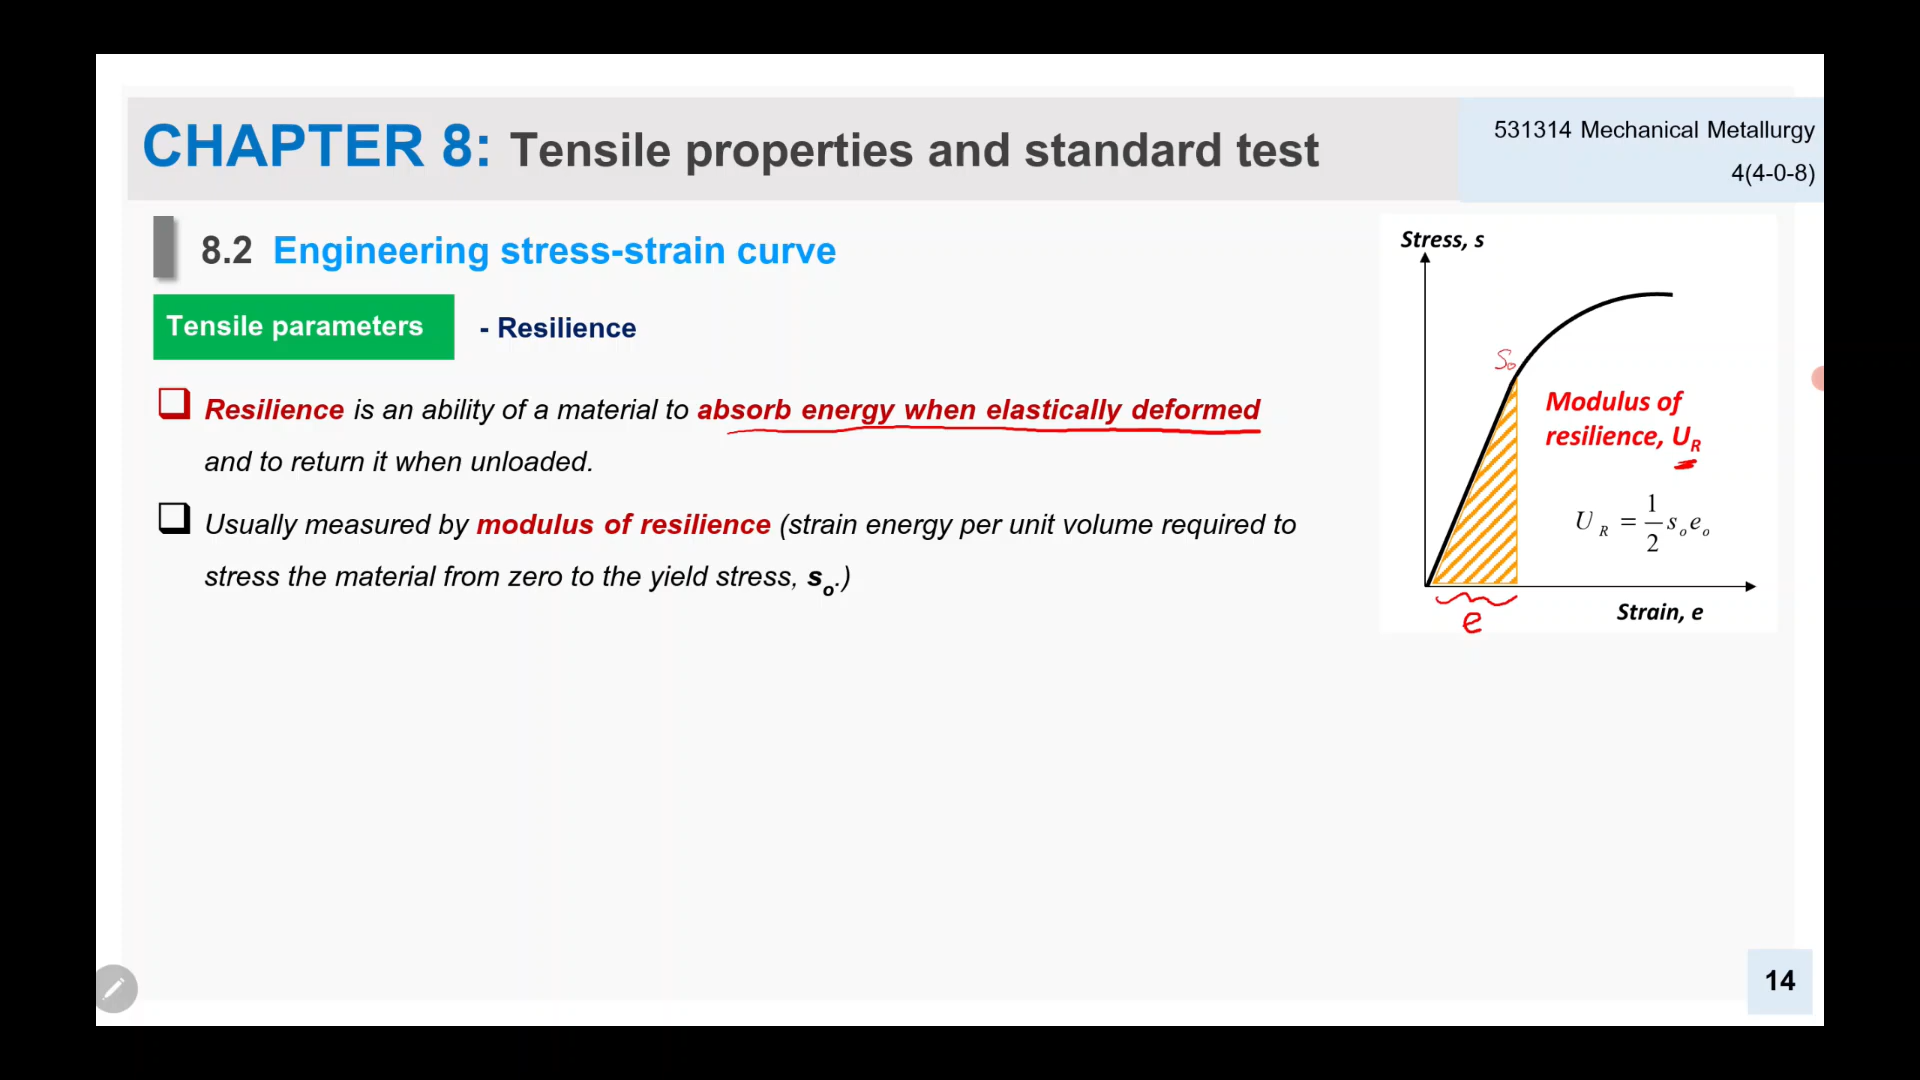 CHAPTER 8: Tensile properties and standard test
531314 Mechanical Metallurgy
4(4-0-8)
8.2 Engineering stress-strain curve
Tensile parameters
- Resilience
Resilience is an ability of a material to absorb energy when elastically deformed
and to return it when unloaded.
Usually measured by modulus of resilience (strain energy per unit volume required to
stress the material from zero to the yield stress, so.)
Stress, s
So
Modulus of
resilience, UR
U R = 1/2 so eo
Strain, e
e
14